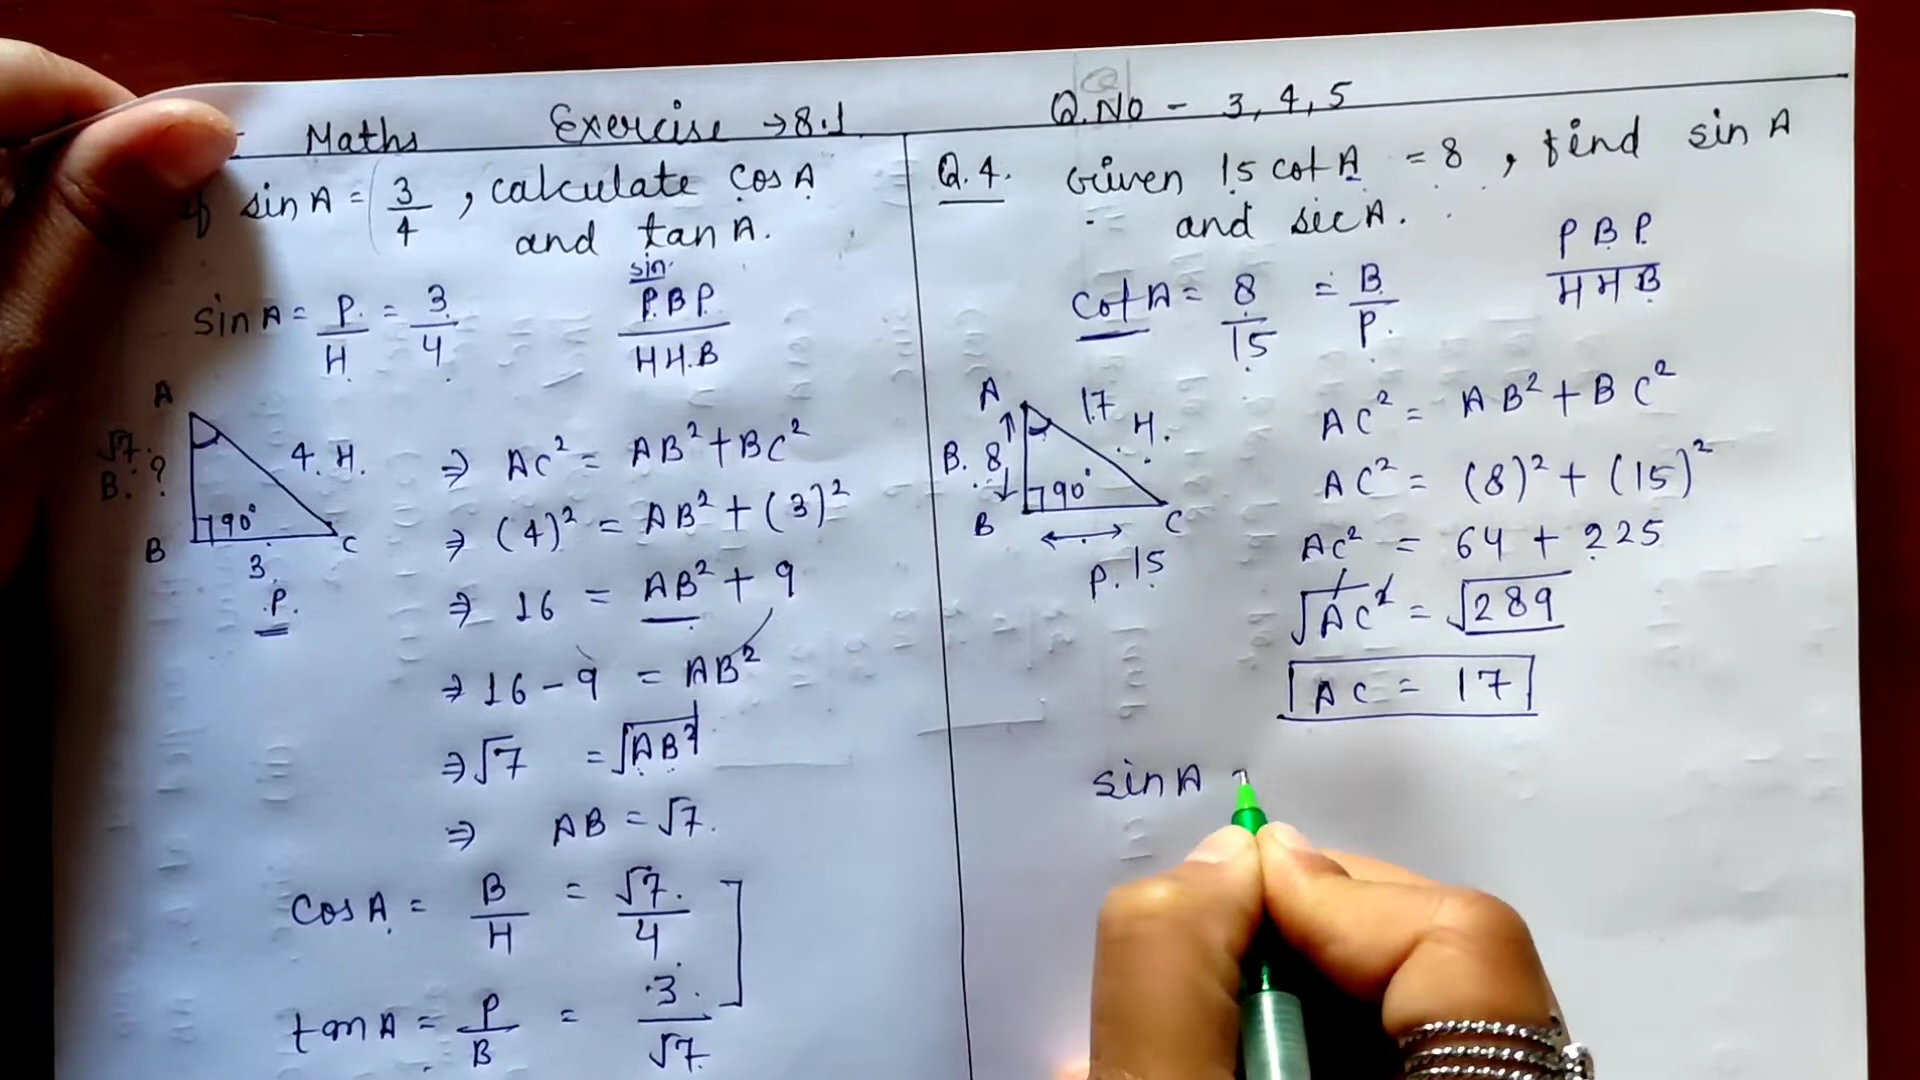 Maths Exercise → 8.1 Q.No - 3, 4, 5
If sin A = 3/4 , calculate cos A
and tan A.
sin
P. B P.
H H. B
sin A = P./H = 3/4
A
√7. B. ?
4. H.
90°
B
C
3
P.
⇒ AC² = AB² + BC²
⇒ (4)² = AB² + (3)²
⇒ 16 = AB² + 9
⇒ 16 - 9 = AB²
⇒ √7 = √AB²
⇒ AB = √7.
cos A = B/H = √7./4
tan A = P/B = 3/√7
Q.4. Given 15 cot A = 8 , find sin A
and sec A.
P B P
H H B
cot A = 8/15 = B/P.
A
17 H.
B. 8
90°
B
C
P. 15
AC² = AB² + BC²
AC² = (8)² + (15)²
AC² = 64 + 225
√AC² = √289
AC = 17
sin A